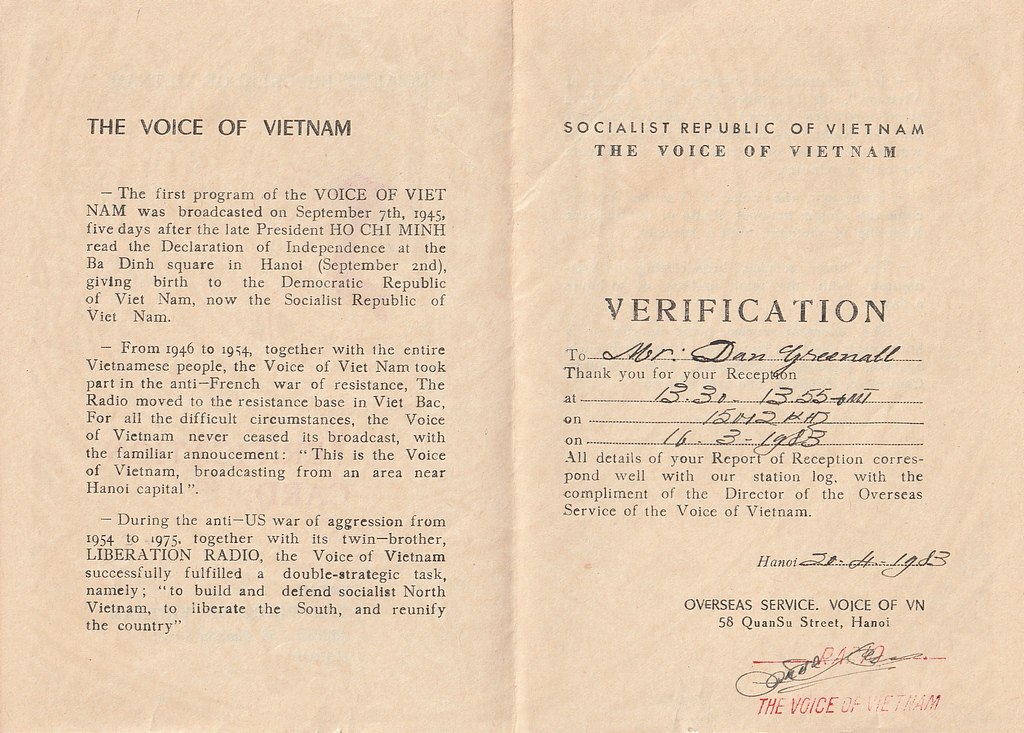 THE VOICE OF VIETNAM
— The first program of the VOICE OF VIET
NAM was broadcasted on September 7th, 1945,
five days after the late President HO CHI MINH
read the Declaration of Independence at the
Ba Dinh square in Hanoi (September 2nd),
giving birth to the Democratic Republic
of Viet Nam, now the Socialist Republic of
Viet Nam.
— From 1946 to 1954, together with the entire
Vietnamese people, the Voice of Viet Nam took
part in the anti—French war of resistance, The
Radio moved to the resistance base in Viet Bac,
For all the difficult circumstances, the Voice
of Vietnam never ceased its broadcast, with
the familiar annoucement: “This is the Voice
of Vietnam, broadcasting from an area near
Hanoi capital”.
— During the anti—US war of aggression from
1954 to 1975, together with its twin—brother,
LIBERATION RADIO, the Voice of Vietnam
successfully fulfilled a double-strategic task,
namely; “to build and defend socialist North
Vietnam, to liberate the South, and reunify
the country”
SOCIALIST REPUBLIC OF VIETNAM
THE VOICE OF VIETNAM
VERIFICATION
To Mr. Dan Greenall
Thank you for your Reception
at 13.30 - 13.55 GMT
on 15012 KHz
on 16 - 3 - 1983
All details of your Report of Reception corres-
pond well with our station log, with the
compliment of the Director of the Overseas
Service of the Voice of Vietnam.
Hanoi 20 - 4 - 1983
OVERSEAS SERVICE. VOICE OF VN
58 QuanSu Street, Hanoi
RADIO
THE VOICE OF VIETNAM